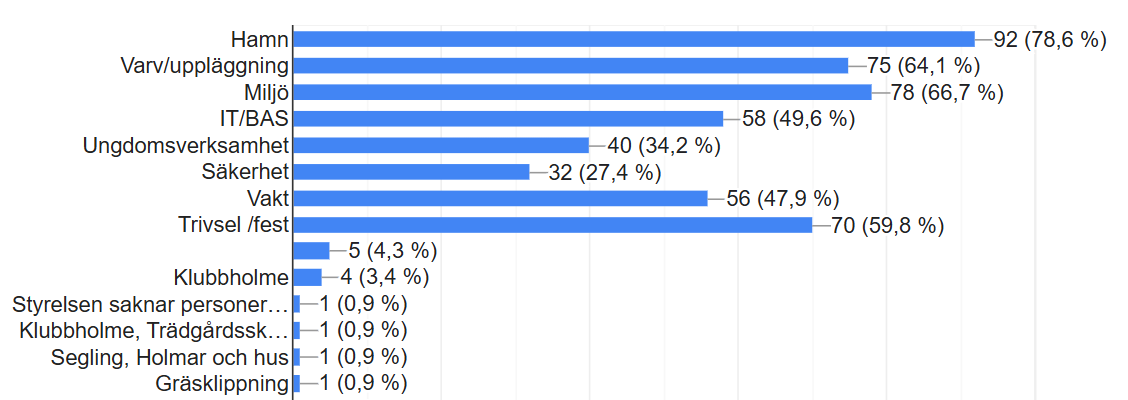 Hamn 92 (78,6 %)
Varv/uppläggning 75 (64,1 %)
Miljö 78 (66,7 %)
IT/BAS 58 (49,6 %)
Ungdomsverksamhet 40 (34,2 %)
Säkerhet 32 (27,4 %)
Vakt 56 (47,9 %)
Trivsel /fest 70 (59,8 %)
5 (4,3 %)
Klubbholme 4 (3,4 %)
Styrelsen saknar personer… 1 (0,9 %)
Klubbholme, Trädgårdssk… 1 (0,9 %)
Segling, Holmar och hus 1 (0,9 %)
Gräsklippning 1 (0,9 %)